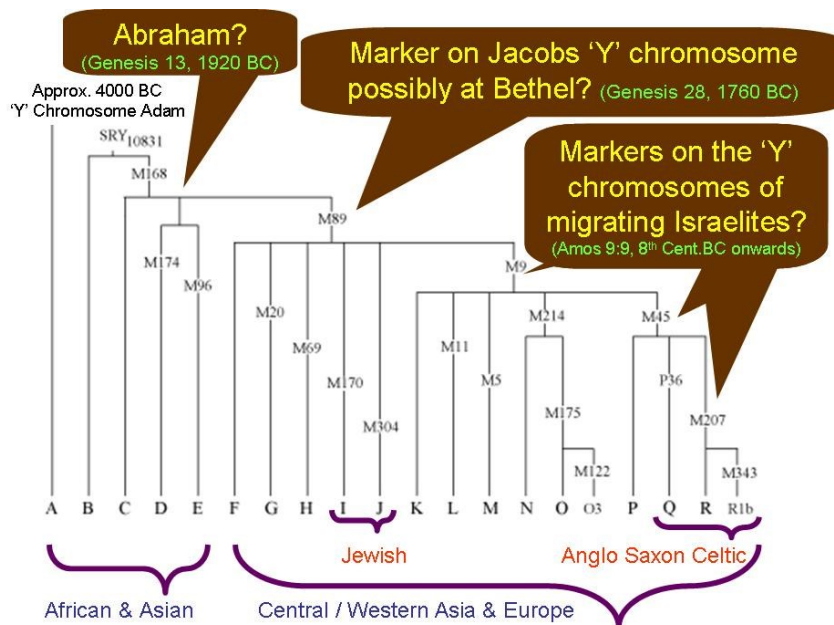 Abraham?
(Genesis 13, 1920 BC)
Marker on Jacobs ‘Y’ chromosome
possibly at Bethel? (Genesis 28, 1760 BC)
Approx. 4000 BC
‘Y’ Chromosome Adam
Markers on the ‘Y’
chromosomes of
migrating Israelites?
(Amos 9:9, 8th Cent.BC onwards)
SRY10831
M168
M89
M174
M96
M9
M20
M69
M170
M304
M214
M45
M11
M5
P36
M175
M207
M122
M343
A B C D E F G H I J K L M N O O3 P Q R R1b
Jewish
Anglo Saxon Celtic
African & Asian
Central / Western Asia & Europe